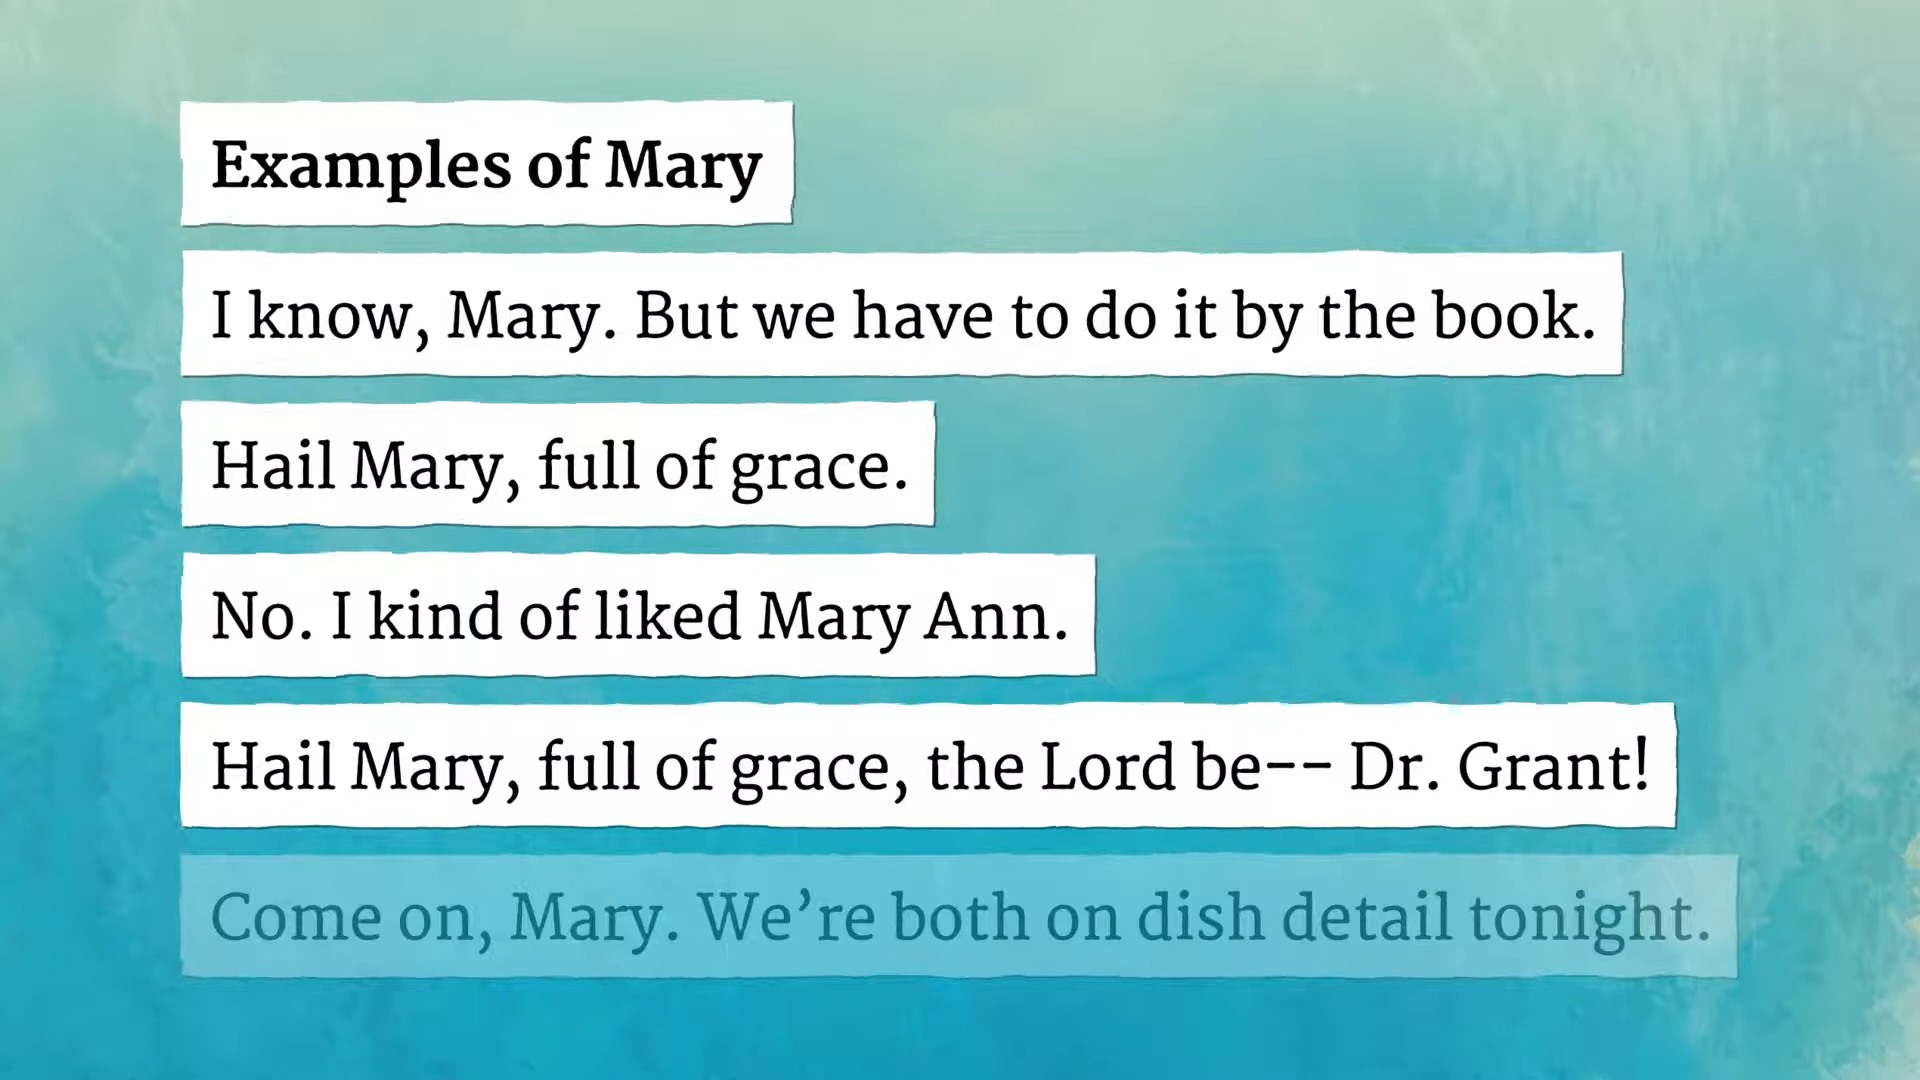 Examples of Mary
I know, Mary. But we have to do it by the book.
Hail Mary, full of grace.
No. I kind of liked Mary Ann.
Hail Mary, full of grace, the Lord be-- Dr. Grant!
Come on, Mary. We’re both on dish detail tonight.